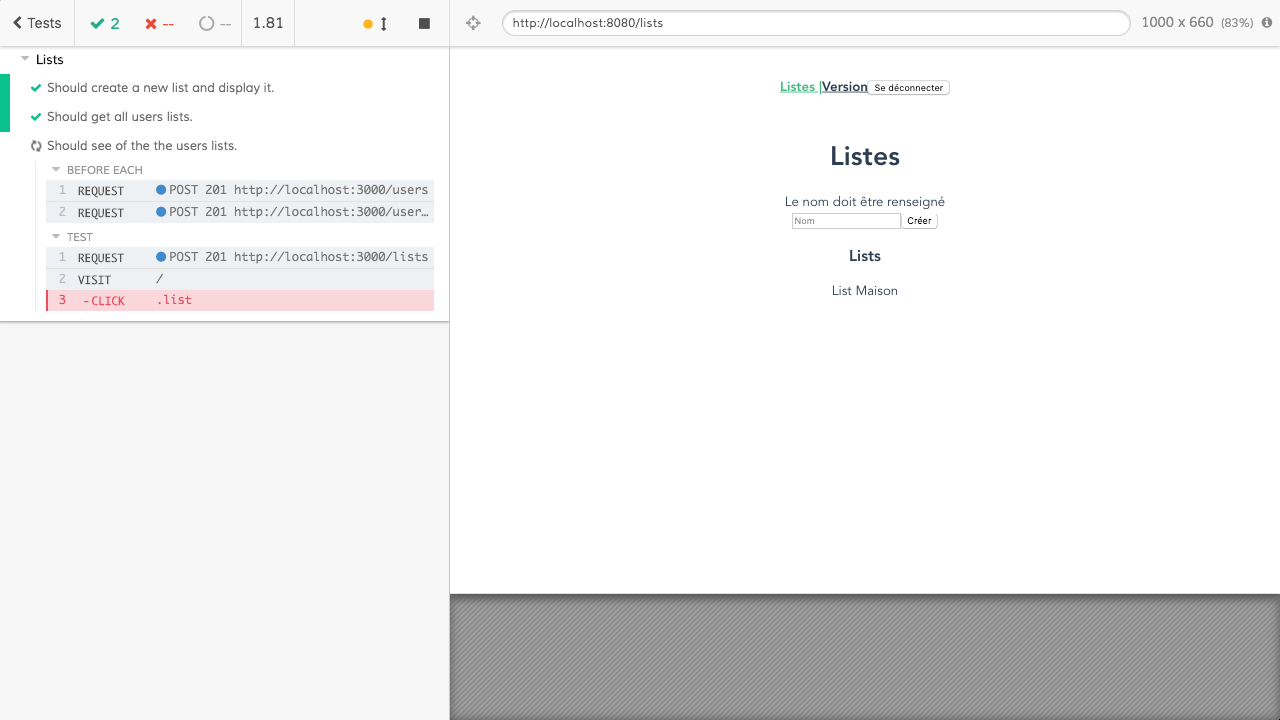 Tests 2 -- -- 1.81
Lists
Should create a new list and display it.
Should get all users lists.
Should see of the the users lists.
BEFORE EACH
1 REQUEST POST 201 http://localhost:3000/users
2 REQUEST POST 201 http://localhost:3000/user…
TEST
1 REQUEST POST 201 http://localhost:3000/lists
2 VISIT /
3 -CLICK .list
http://localhost:8080/lists 1000 x 660 (83%)
Listes |Version Se déconnecter
Listes
Le nom doit être renseigné
Nom Créer
Lists
List Maison